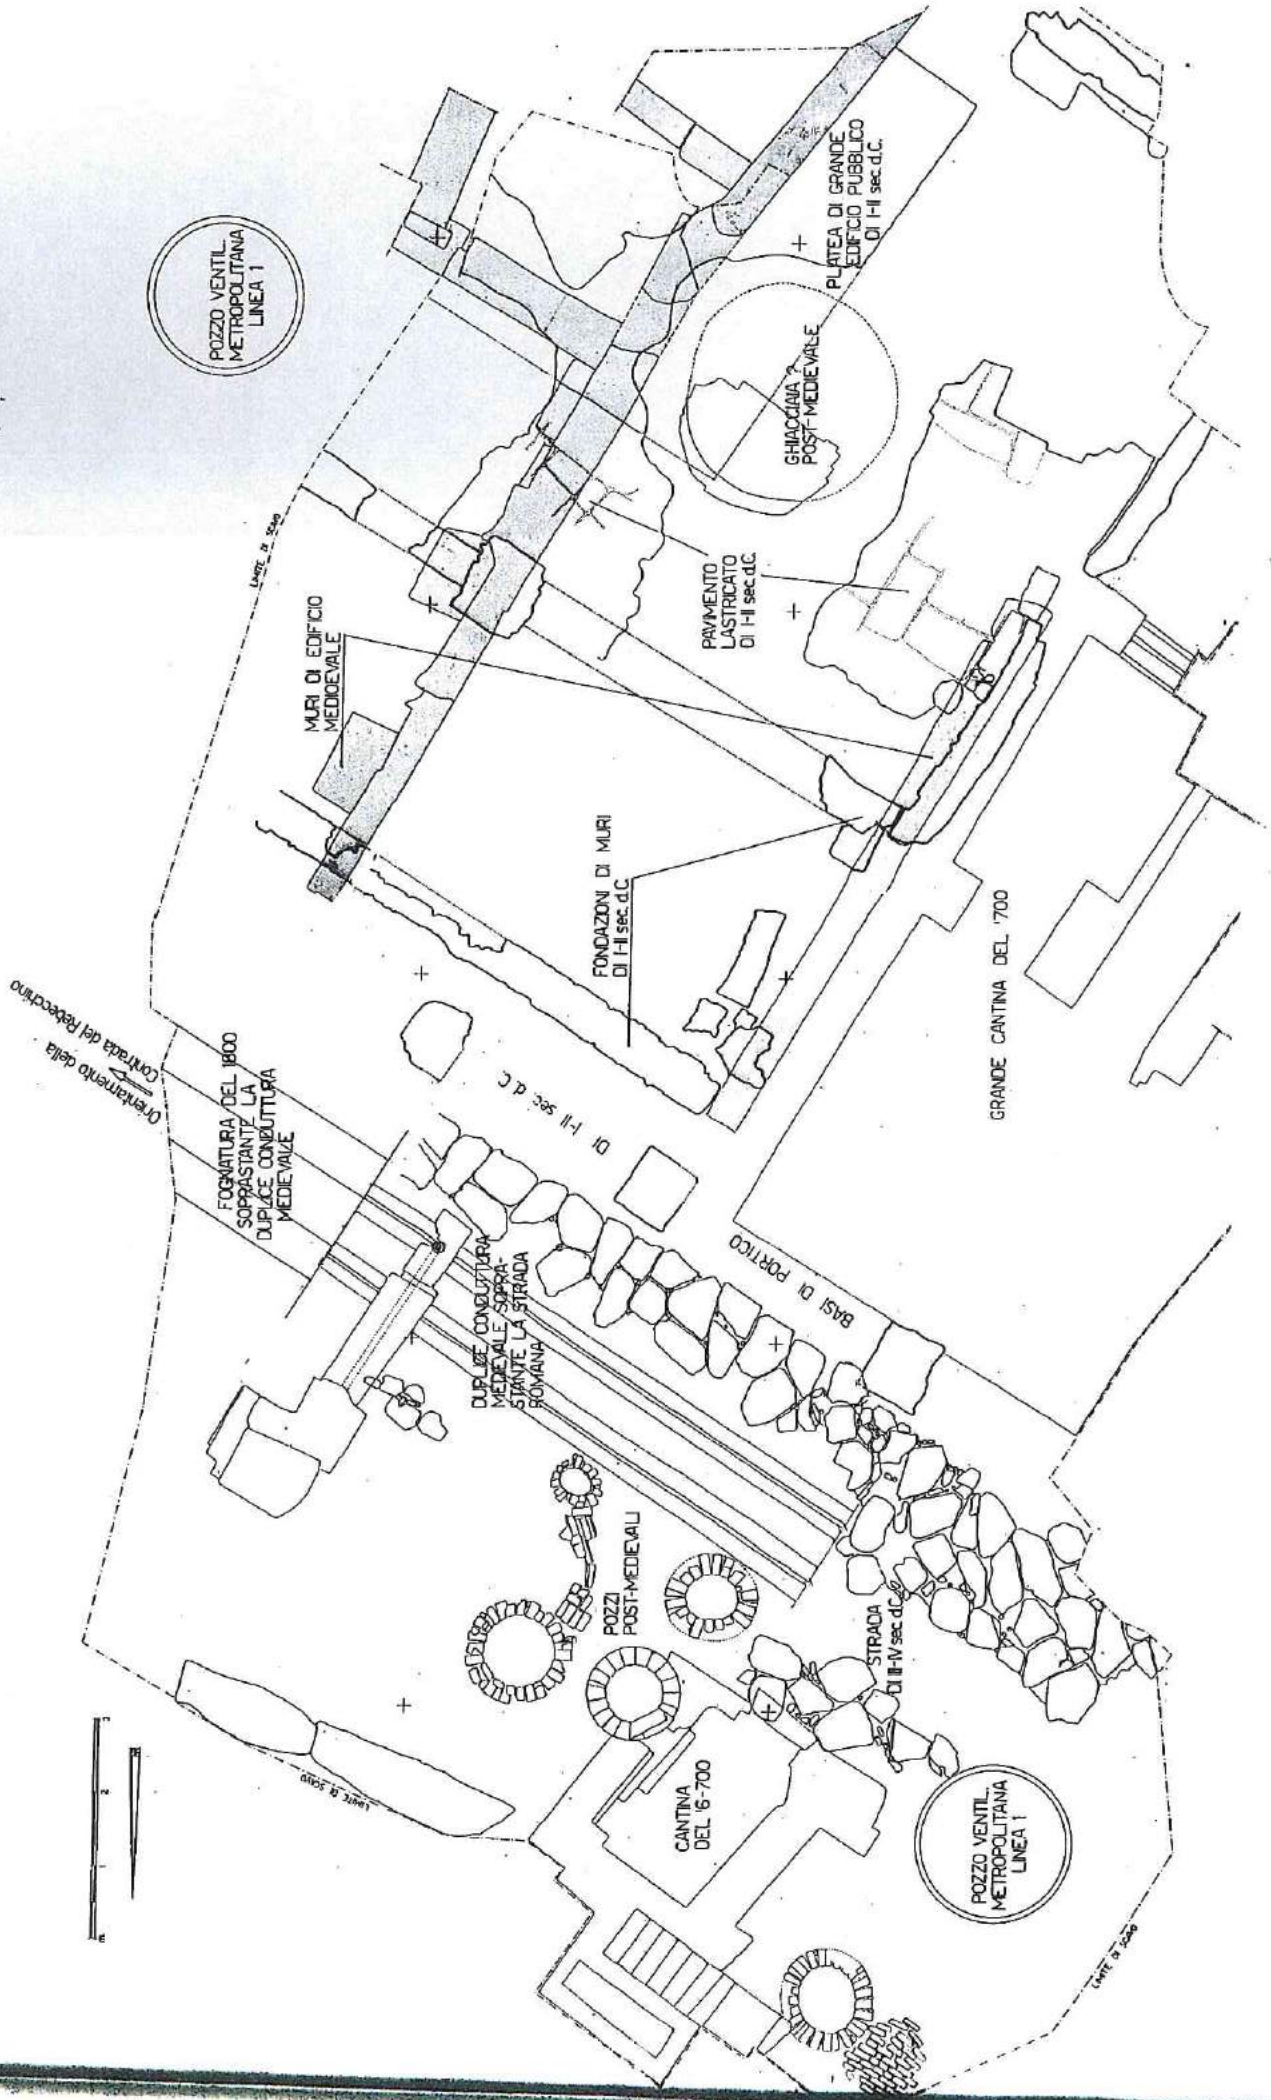 POZZO VENTIL.
METROPOLITANA
LINEA 1
LIMITE DI SCAVO
MURI DI EDIFICIO
MEDIOEVALE
PLATEA DI GRANDE
EDIFICIO PUBBLICO
DI I-II sec. d.C.
GHIACCIAIA ?
POST-MEDIEVALE
PAVIMENTO
LASTRICATO
DI I-II sec. d.C.
FONDAZIONI DI MURI
DI I-II sec. d.C.
GRANDE CANTINA DEL '700
Orientamento della
Contrada del Rebecchino
FOGNATURA DEL 1800
SOPRASTANTE LA
DUPLICE CONDUTTURA
MEDIEVALE
BASI DI PORTICO
DI I-II sec. d.C.
DUPLICE CONDUTTURA
MEDIEVALE SOPRA-
STANTE LA STRADA
ROMANA
POZZI
POST-MEDIEVALI
STRADA
DI III-IV sec. d.C.
CANTINA
DEL '6-700
POZZO VENTIL.
METROPOLITANA
LINEA 1
LIMITE DI SCAVO
LIMITE DI SCAVO
m.
1
2
3